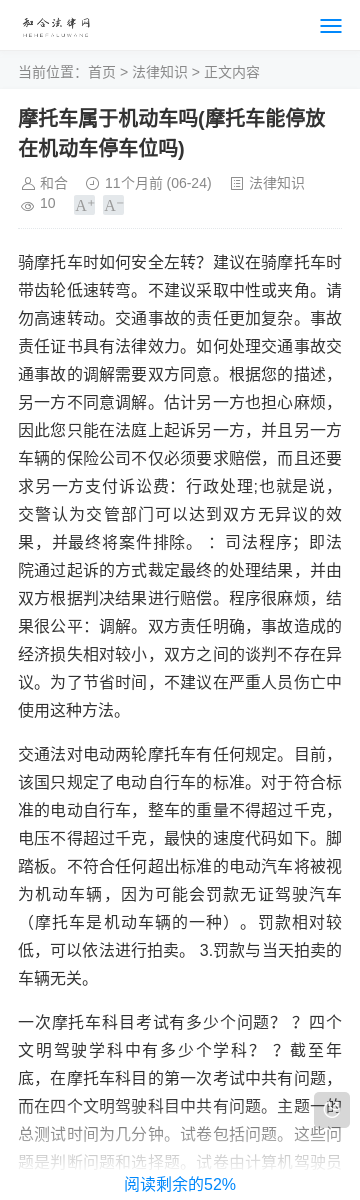 和合法律网
HEHEFALUWANG
当前位置：首页 > 法律知识 > 正文内容
摩托车属于机动车吗(摩托车能停放
在机动车停车位吗)
和合 11个月前 (06-24) 法律知识
10 A+ A-
骑摩托车时如何安全左转？建议在骑摩托车时
带齿轮低速转弯。不建议采取中性或夹角。请
勿高速转动。交通事故的责任更加复杂。事故
责任证书具有法律效力。如何处理交通事故交
通事故的调解需要双方同意。根据您的描述，
另一方不同意调解。估计另一方也担心麻烦，
因此您只能在法庭上起诉另一方，并且另一方
车辆的保险公司不仅必须要求赔偿，而且还要
求另一方支付诉讼费：行政处理;也就是说，
交警认为交管部门可以达到双方无异议的效
果，并最终将案件排除。 ：司法程序；即法
院通过起诉的方式裁定最终的处理结果，并由
双方根据判决结果进行赔偿。程序很麻烦，结
果很公平：调解。双方责任明确，事故造成的
经济损失相对较小，双方之间的谈判不存在异
议。为了节省时间，不建议在严重人员伤亡中
使用这种方法。
交通法对电动两轮摩托车有任何规定。目前，
该国只规定了电动自行车的标准。对于符合标
准的电动自行车，整车的重量不得超过千克，
电压不得超过千克，最快的速度代码如下。脚
踏板。不符合任何超出标准的电动汽车将被视
为机动车辆，因为可能会罚款无证驾驶汽车
（摩托车是机动车辆的一种）。罚款相对较
低，可以依法进行拍卖。 3.罚款与当天拍卖的
车辆无关。
一次摩托车科目考试有多少个问题？ ？四个
文明驾驶学科中有多少个学科？ ？截至年
底，在摩托车科目的第一次考试中共有问题，
而在四个文明驾驶科目中共有问题。主题一的
总测试时间为几分钟。试卷包括问题。这些问
题是判断问题和选择题。试卷由计算机驾驶员
阅读剩余的52%